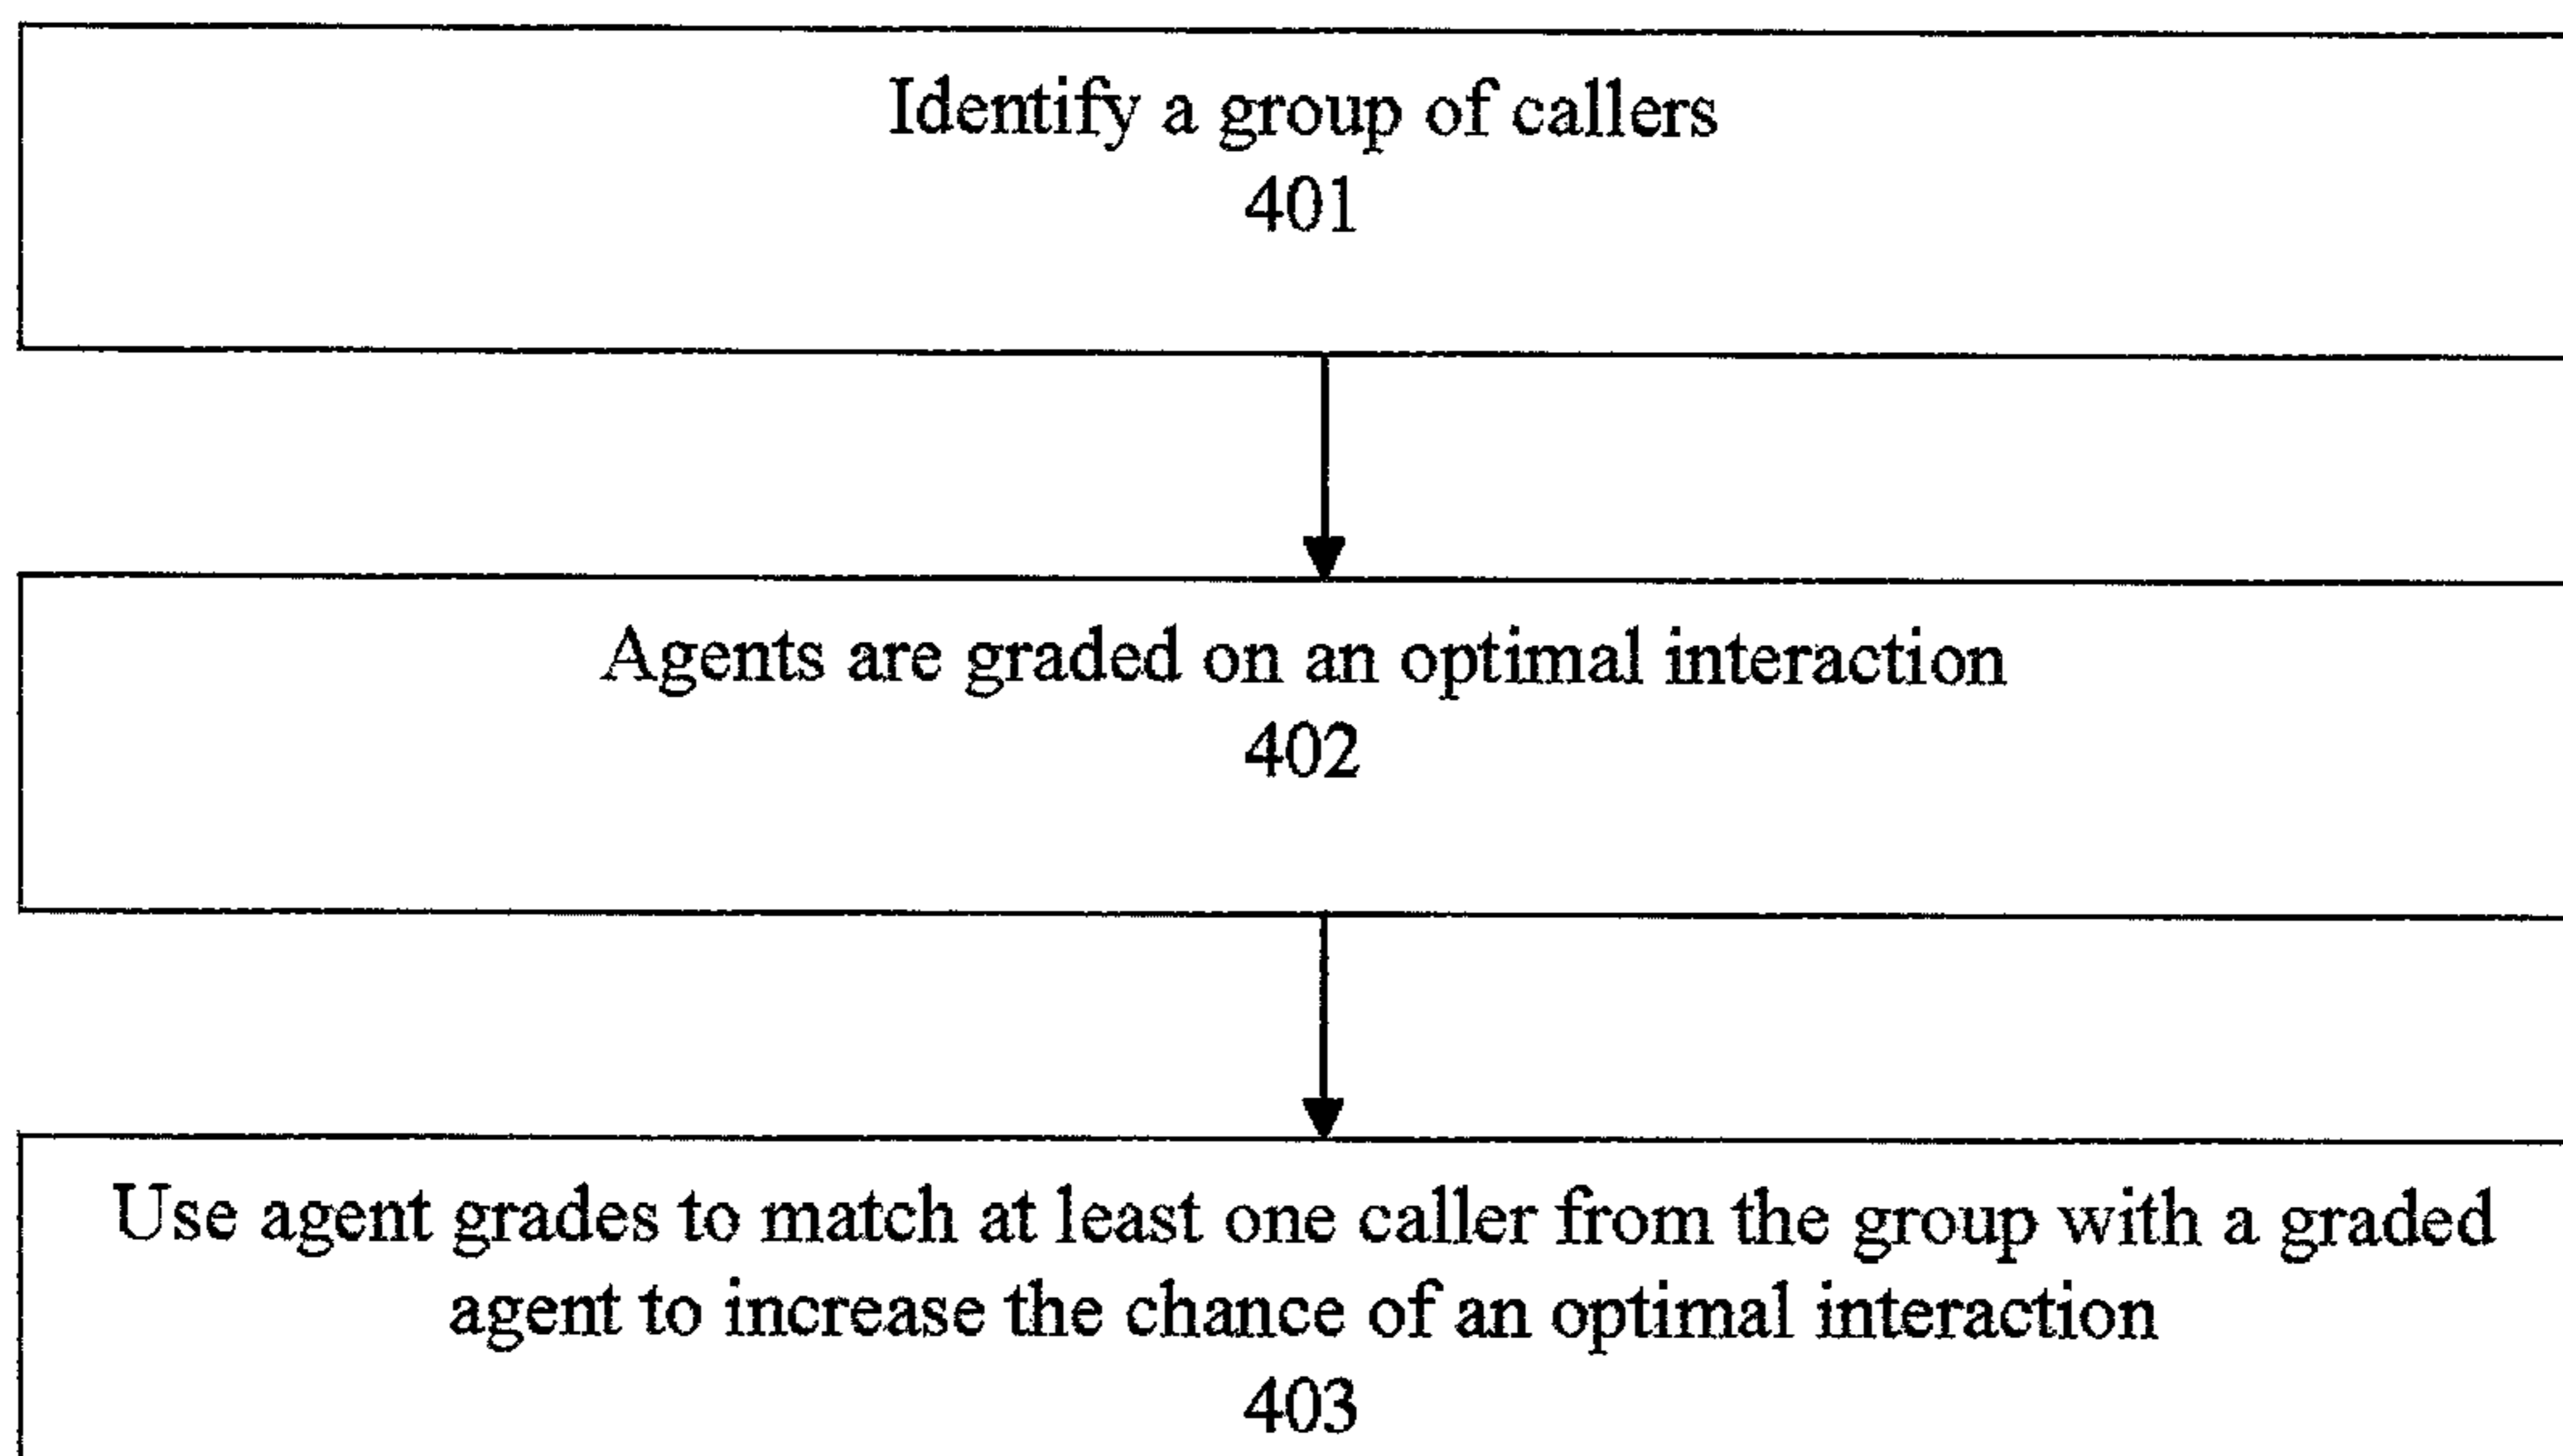 Identify a group of callers
401
Agents are graded on an optimal interaction
402
Use agent grades to match at least one caller from the group with a graded
agent to increase the chance of an optimal interaction
403